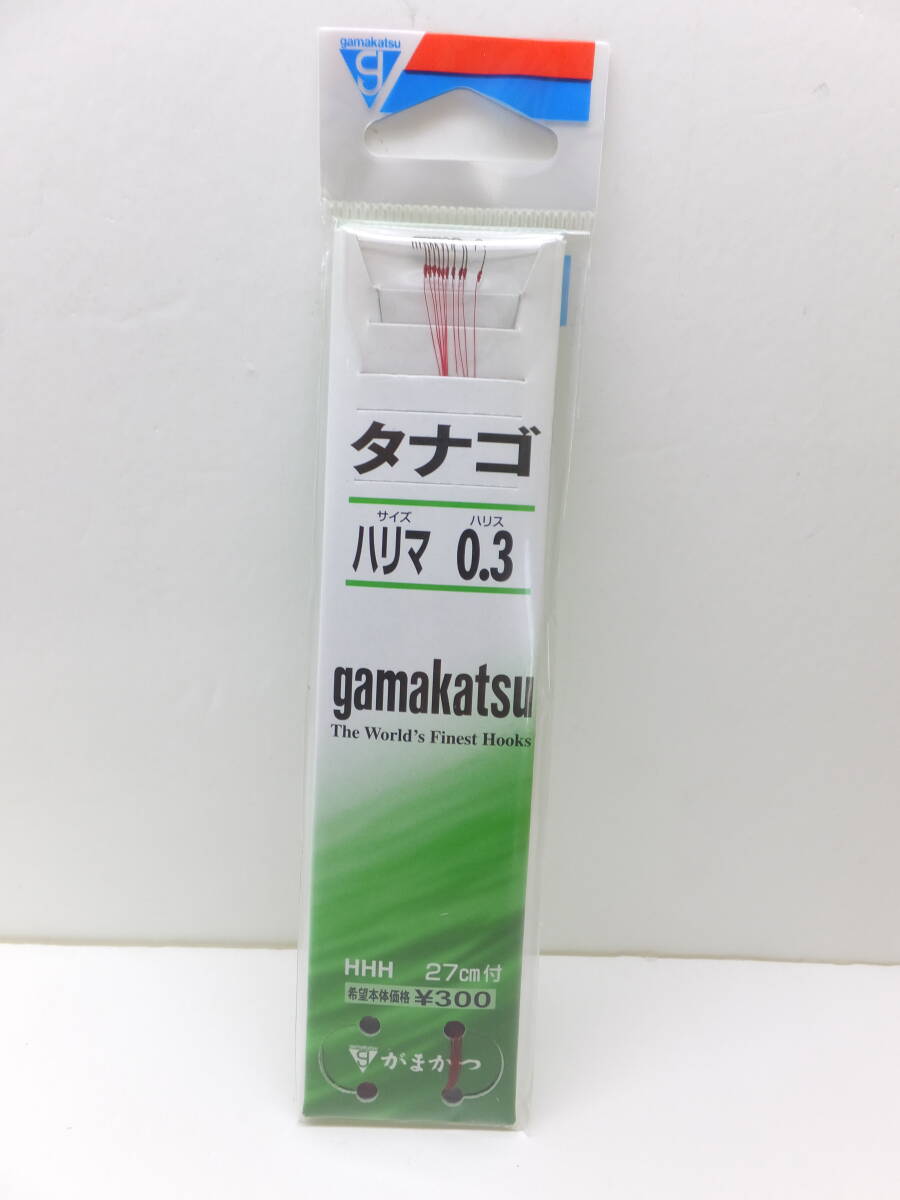 gamakatsu
タナゴ
サイズ ハリス
ハリマ 0.3
gamakatsu
The World's Finest Hooks
HHH 27cm付
希望本体価格 ¥300
gamakatsu
がまかつ